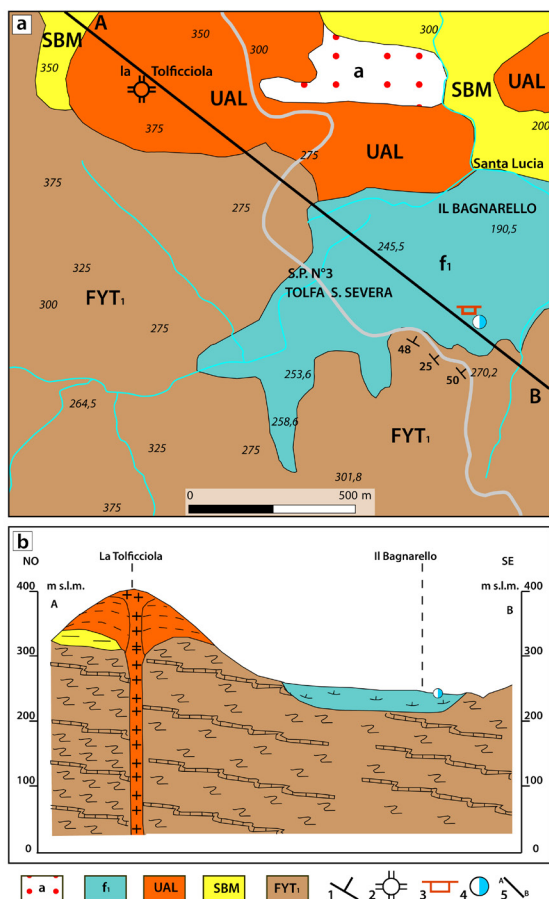 a
A
SBM
350
350
300
300
la Tolficciola
a
UAL
SBM
UAL
375
200
275
UAL
Santa Lucia
375
275
IL BAGNARELLO
190,5
245,5
f1
S.P. N°3
TOLFA S. SEVERA
325
FYT1
300
275
48
25
50
270,2
B
253,6
264,5
258,6
FYT1
325
275
301,8
375
0 500 m
b
NO
La Tolficciola
Il Bagnarello
SE
m s.l.m.
m s.l.m.
400
A
B
400
300
300
200
200
100
100
0
0
a f1 UAL SBM FYT1 1 2 3 4 A 5 B